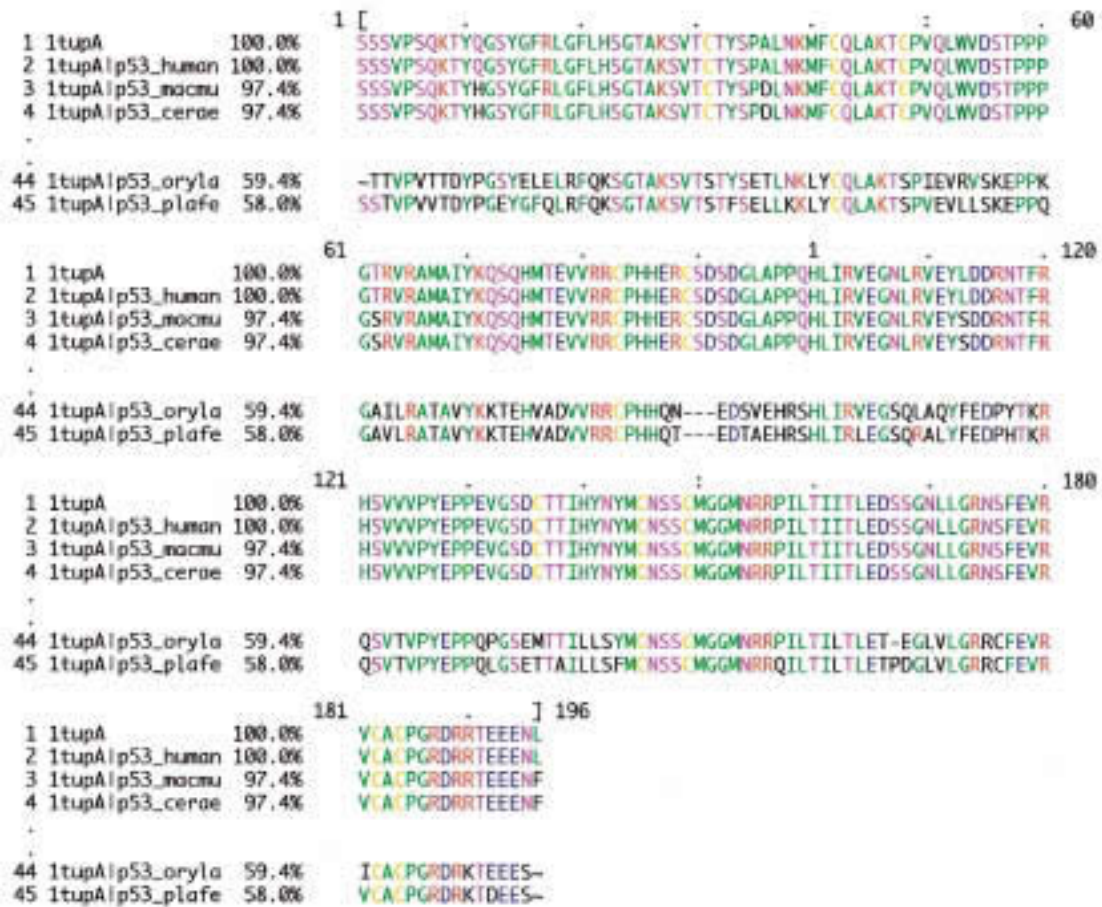 1 [ . . . : . 60
1 1tupA 100.0% SSSVPSQKTYQGSYGFRLGFLHSGTAKSVTCTYSPALNKMFCQLAKTCPVQLWVDSTPPP
2 1tupA|p53_human 100.0% SSSVPSQKTYQGSYGFRLGFLHSGTAKSVTCTYSPALNKMFCQLAKTCPVQLWVDSTPPP
3 1tupA|p53_macmu 97.4% SSSVPSQKTYHGSYGFRLGFLHSGTAKSVTCTYSPDLNKMFCQLAKTCPVQLWVDSTPPP
4 1tupA|p53_cerae 97.4% SSSVPSQKTYHGSYGFRLGFLHSGTAKSVTCTYSPDLNKMFCQLAKTCPVQLWVDSTPPP
.
.
44 1tupA|p53_oryla 59.4% -TTVPVTTDYPGSYELELRFQKSGTAKSVTSTYSETLNKLYCQLAKTSPIEVRVSKEPPK
45 1tupA|p53_plafe 58.0% SSTVPVVTDYPGEYGFQLRFQKSGTAKSVTSTFSELLKKLYCQLAKTSPVEVLLSKEPPQ
61 . . . 1 . 120
1 1tupA 100.0% GTRVRAMAIYKQSQHMTEVVRRCPHHERCSDSDGLAPPQHLIRVEGNLRVEYLDDRNTFR
2 1tupA|p53_human 100.0% GTRVRAMAIYKQSQHMTEVVRRCPHHERCSDSDGLAPPQHLIRVEGNLRVEYLDDRNTFR
3 1tupA|p53_macmu 97.4% GSRVRAMAIYKQSQHMTEVVRRCPHHERCSDSDGLAPPQHLIRVEGNLRVEYSDDRNTFR
4 1tupA|p53_cerae 97.4% GSRVRAMAIYKQSQHMTEVVRRCPHHERCSDSDGLAPPQHLIRVEGNLRVEYSDDRNTFR
.
.
44 1tupA|p53_oryla 59.4% GAILRATAVYKKTEHVADVVRRCPHHQN---EDSVEHRSHLIRVEGSQLAQYFEDPYTKR
45 1tupA|p53_plafe 58.0% GAVLRATAVYKKTEHVADVVRRCPHHQT---EDTAEHRSHLIRLEGSQRALYFEDPHTKR
121 . . : . . 180
1 1tupA 100.0% HSVVVPYEPPEVGSDCTTIHYNYMCNSSCMGGMNRRPILTIITLEDSSGNLLGRNSFEVR
2 1tupA|p53_human 100.0% HSVVVPYEPPEVGSDCTTIHYNYMCNSSCMGGMNRRPILTIITLEDSSGNLLGRNSFEVR
3 1tupA|p53_macmu 97.4% HSVVVPYEPPEVGSDCTTIHYNYMCNSSCMGGMNRRPILTIITLEDSSGNLLGRNSFEVR
4 1tupA|p53_cerae 97.4% HSVVVPYEPPEVGSDCTTIHYNYMCNSSCMGGMNRRPILTIITLEDSSGNLLGRNSFEVR
.
.
44 1tupA|p53_oryla 59.4% QSVTVPYEPPQPGSEMTTILLSYMCNSSCMGGMNRRPILTILTLET-EGLVLGRRCFEVR
45 1tupA|p53_plafe 58.0% QSVTVPYEPPQLGSETTAILLSFMCNSSCMGGMNRRQILTILTLETPDGLVLGRRCFEVR
181 . ] 196
1 1tupA 100.0% VCACPGRDRRTEEENL
2 1tupA|p53_human 100.0% VCACPGRDRRTEEENL
3 1tupA|p53_macmu 97.4% VCACPGRDRRTEEENF
4 1tupA|p53_cerae 97.4% VCACPGRDRRTEEENF
.
.
44 1tupA|p53_oryla 59.4% ICACPGRDRKTEEES-
45 1tupA|p53_plafe 58.0% VCACPGRDRKTDEES-